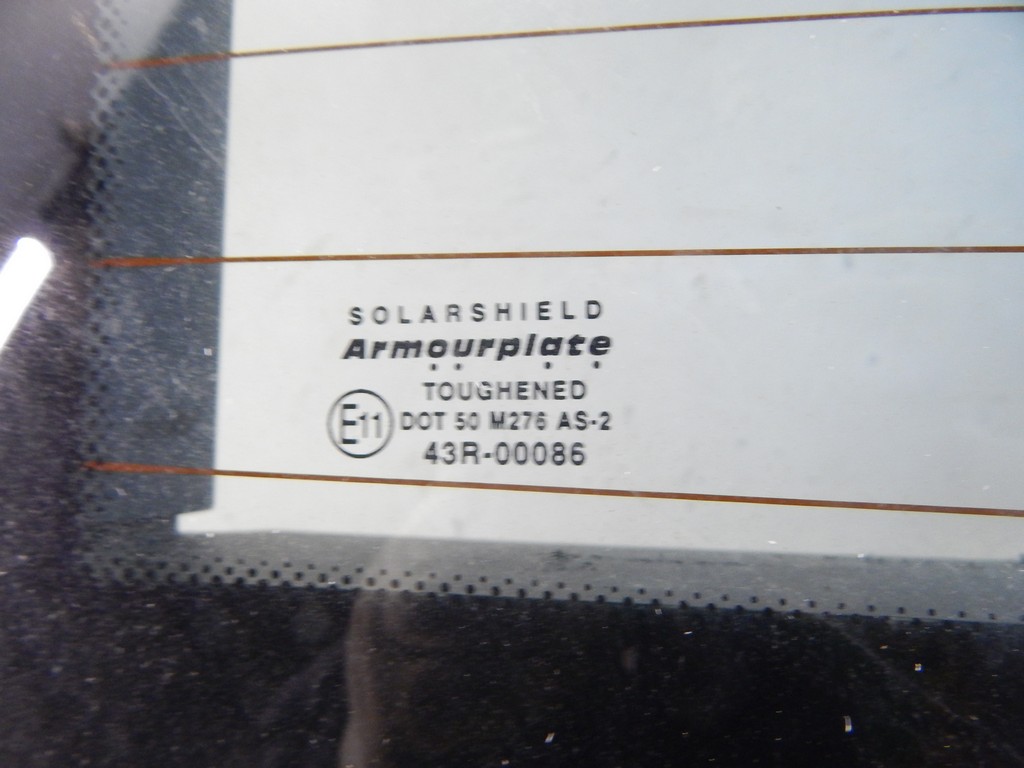 SOLARSHIELD
Armourplate
TOUGHENED
E11 DOT 50 M276 AS-2
43R-00086